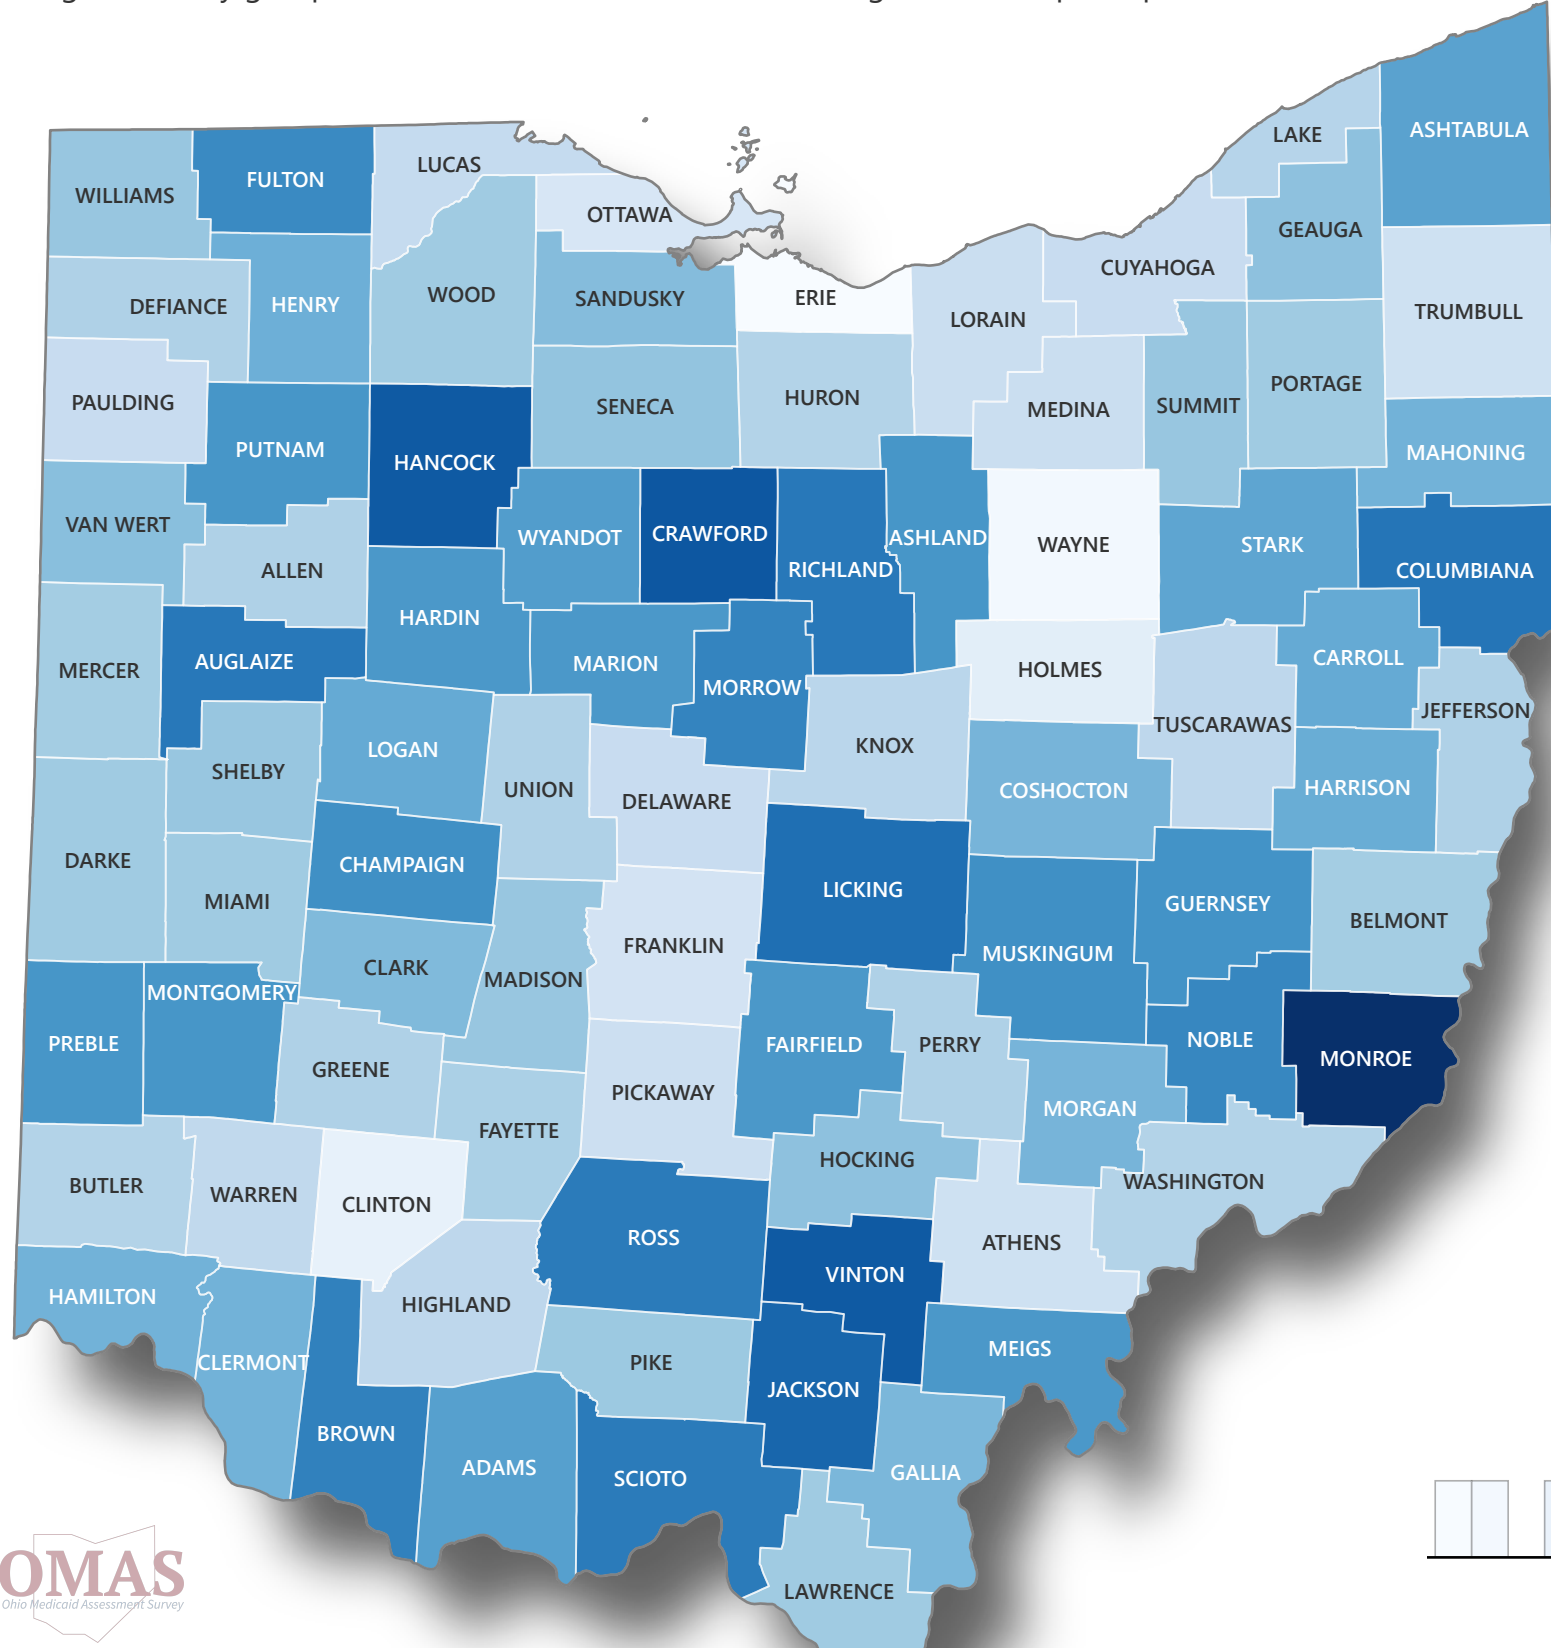 LAKE
ASHTABULA
LUCAS
FULTON
WILLIAMS
OTTAWA
GEAUGA
CUYAHOGA
WOOD
SANDUSKY
ERIE
HENRY
DEFIANCE
LORAIN
TRUMBULL
PORTAGE
HURON
PAULDING
SENECA
MEDINA
SUMMIT
PUTNAM
MAHONING
HANCOCK
VAN WERT
CRAWFORD
WYANDOT
ASHLAND
WAYNE
STARK
ALLEN
RICHLAND
COLUMBIANA
HARDIN
CARROLL
AUGLAIZE
MARION
MERCER
HOLMES
MORROW
JEFFERSON
TUSCARAWAS
KNOX
LOGAN
SHELBY
HARRISON
UNION
COSHOCTON
DELAWARE
DARKE
CHAMPAIGN
LICKING
MIAMI
GUERNSEY
BELMONT
FRANKLIN
MUSKINGUM
CLARK
MADISON
MONTGOMERY
NOBLE
PREBLE
FAIRFIELD
PERRY
MONROE
GREENE
PICKAWAY
MORGAN
FAYETTE
HOCKING
WASHINGTON
BUTLER
WARREN
CLINTON
ROSS
ATHENS
VINTON
HAMILTON
HIGHLAND
MEIGS
CLERMONT
PIKE
JACKSON
BROWN
ADAMS
GALLIA
SCIOTO
LAWRENCE
OMAS
Ohio Medicaid Assessment Survey